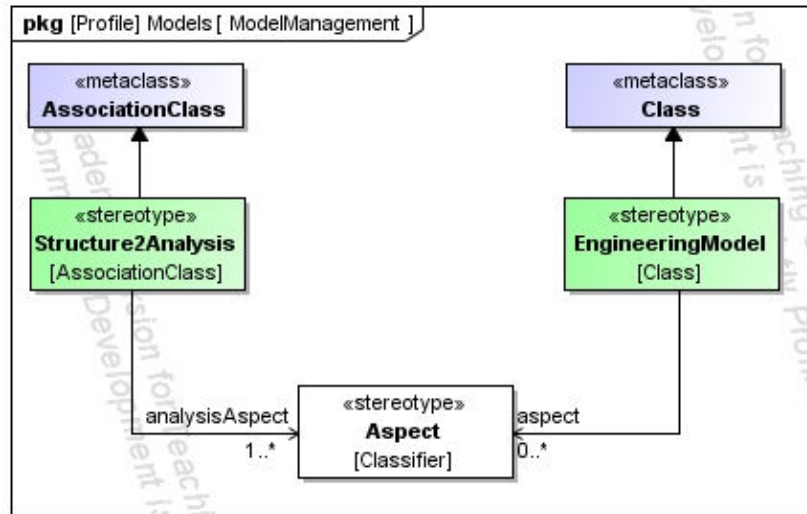 pkg [Profile] Models [ ModelManagement ]
«metaclass»
AssociationClass
«metaclass»
Class
«stereotype»
Structure2Analysis
[AssociationClass]
«stereotype»
EngineeringModel
[Class]
analysisAspect
1..*
«stereotype»
Aspect
[Classifier]
aspect
0..*